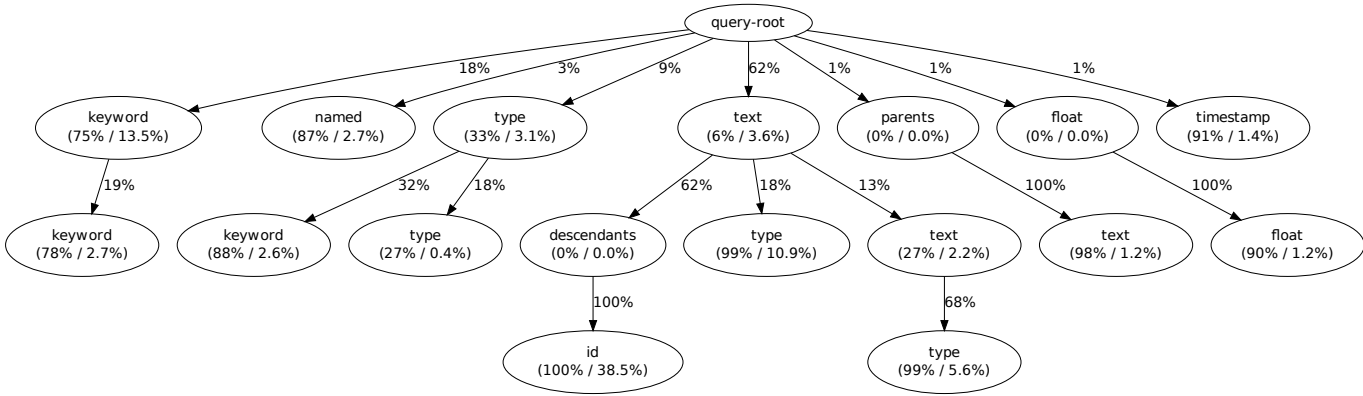 query-root
18%
3%
9%
62%
1%
1%
1%
keyword
(75% / 13.5%)
named
(87% / 2.7%)
type
(33% / 3.1%)
text
(6% / 3.6%)
parents
(0% / 0.0%)
float
(0% / 0.0%)
timestamp
(91% / 1.4%)
19%
32%
18%
62%
18%
13%
100%
100%
keyword
(78% / 2.7%)
keyword
(88% / 2.6%)
type
(27% / 0.4%)
descendants
(0% / 0.0%)
type
(99% / 10.9%)
text
(27% / 2.2%)
text
(98% / 1.2%)
float
(90% / 1.2%)
100%
68%
id
(100% / 38.5%)
type
(99% / 5.6%)